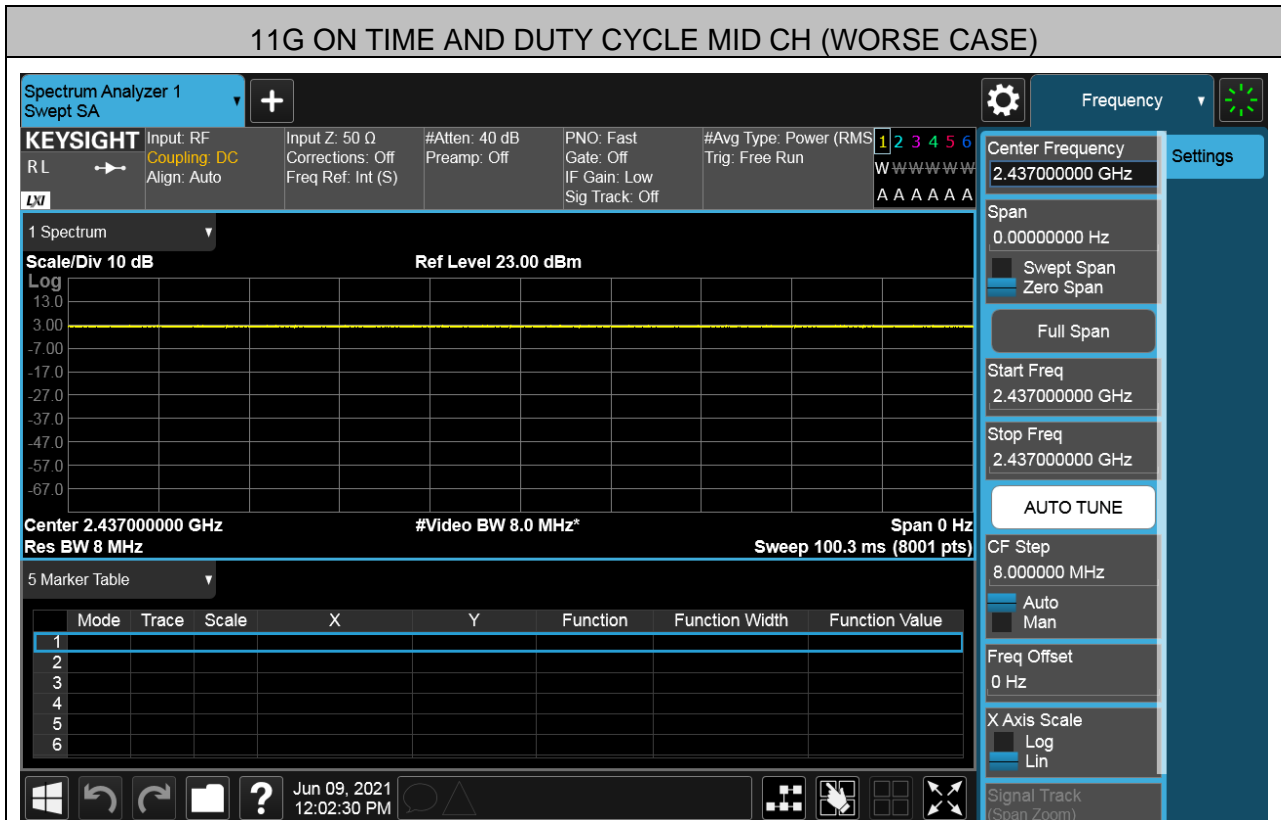 11G ON TIME AND DUTY CYCLE MID CH (WORSE CASE)
Spectrum Analyzer 1
Swept SA
+
Frequency
KEYSIGHT
RL
LXI
Input: RF
Coupling: DC
Align: Auto
Input Z: 50 Ω
Corrections: Off
Freq Ref: Int (S)
#Atten: 40 dB
Preamp: Off
PNO: Fast
Gate: Off
IF Gain: Low
Sig Track: Off
#Avg Type: Power (RMS
Trig: Free Run
1 2 3 4 5 6
W W W W W W
A A A A A A
1 Spectrum
Scale/Div 10 dB
Ref Level 23.00 dBm
Log
13.0
3.00
-7.00
-17.0
-27.0
-37.0
-47.0
-57.0
-67.0
Center 2.437000000 GHz
#Video BW 8.0 MHz*
Span 0 Hz
Res BW 8 MHz
Sweep 100.3 ms (8001 pts)
5 Marker Table
Mode Trace Scale X Y Function Function Width Function Value
1
2
3
4
5
6
?
Jun 09, 2021
12:02:30 PM
Center Frequency
2.437000000 GHz
Settings
Span
0.00000000 Hz
Swept Span
Zero Span
Full Span
Start Freq
2.437000000 GHz
Stop Freq
2.437000000 GHz
AUTO TUNE
CF Step
8.000000 MHz
Auto
Man
Freq Offset
0 Hz
X Axis Scale
Log
Lin
Signal Track
(Span Zoom)